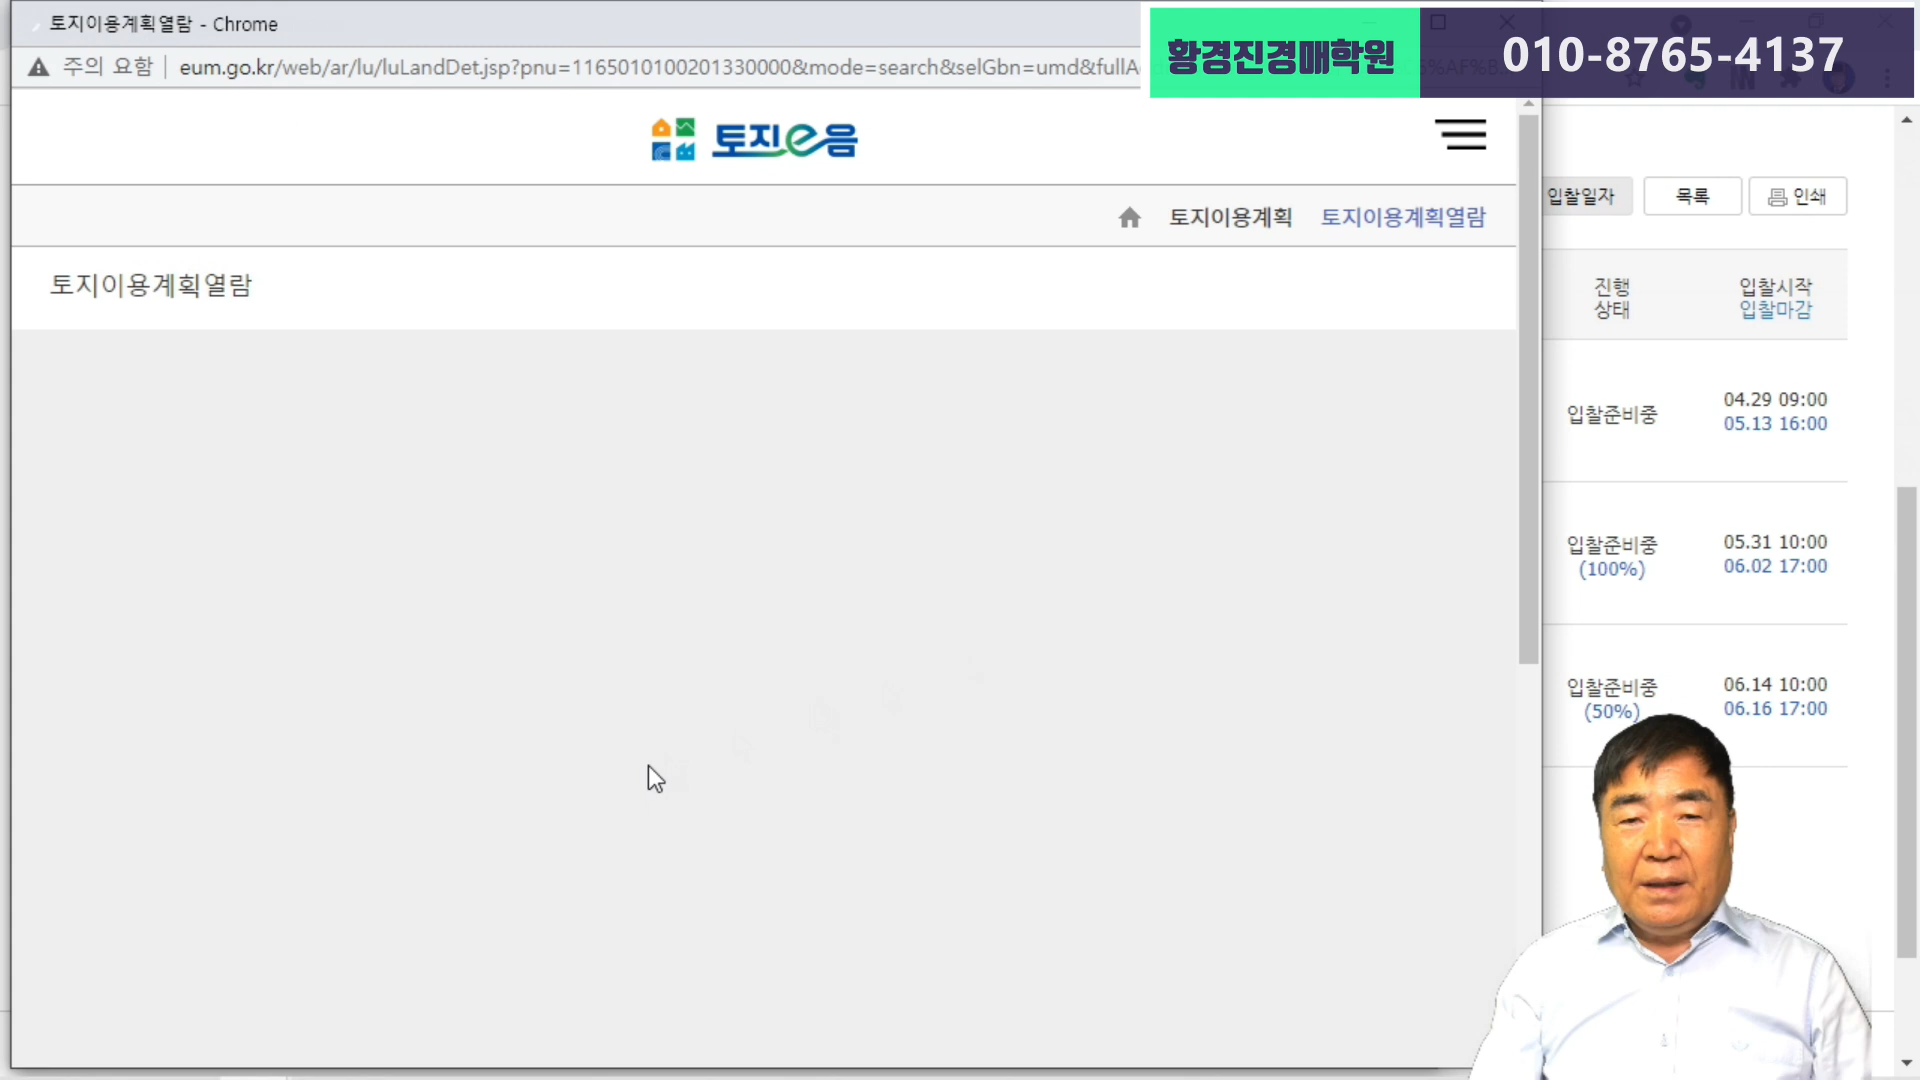 토지이용계획열람 - Chrome
황경진경매학원
010-8765-4137
주의 요함
eum.go.kr/web/ar/lu/luLandDet.jsp?pnu=1165010100201330000&mode=search&selGbn=umd&fullA
토지e음
토지이용계획
토지이용계획열람
토지이용계획열람
입찰일자
목록
인쇄
진행
상태
입찰시작
입찰마감
입찰준비중
04.29 09:00
05.13 16:00
입찰준비중
(100%)
05.31 10:00
06.02 17:00
입찰준비중
(50%)
06.14 10:00
06.16 17:00